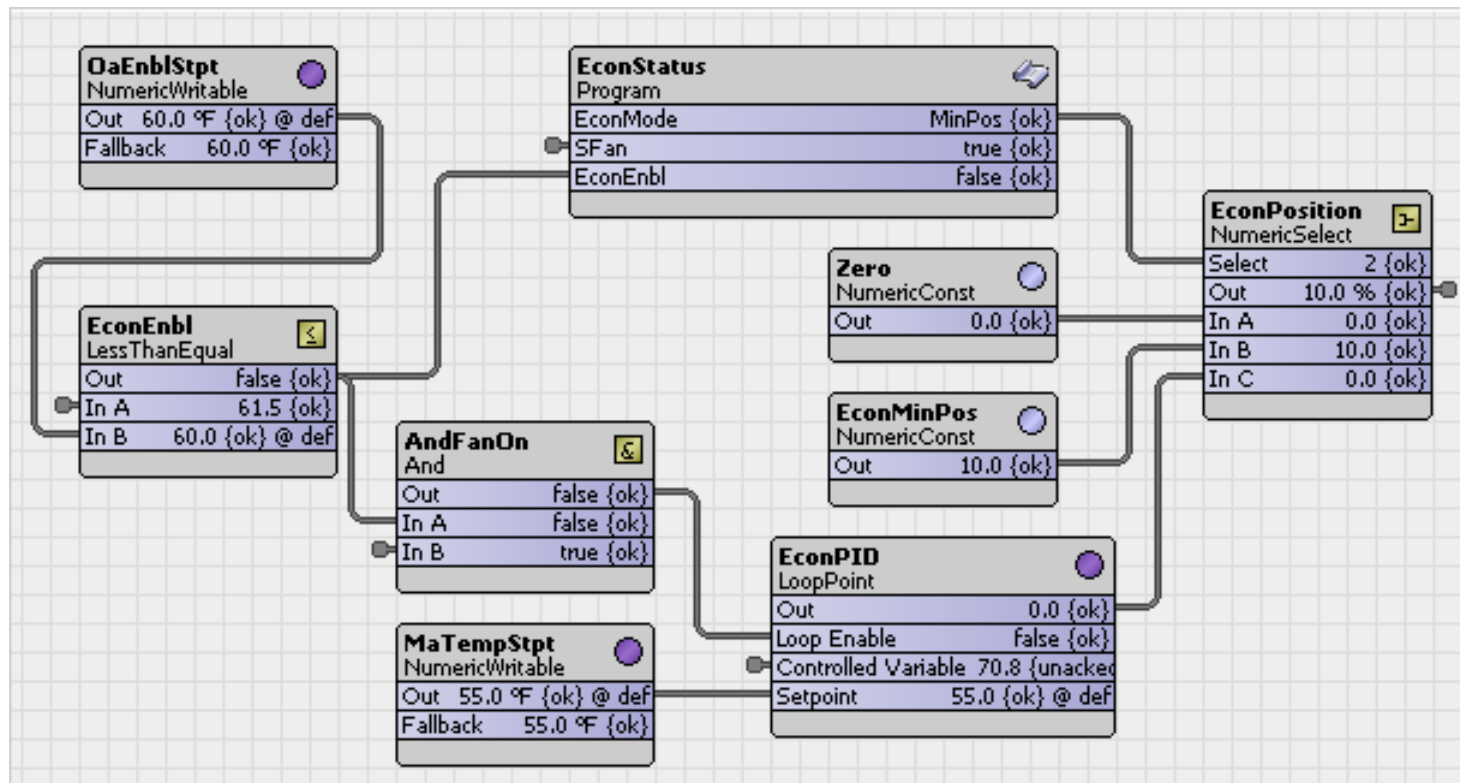 OaEnblStpt
NumericWritable
Out 60.0 ºF {ok} @ def
Fallback 60.0 ºF {ok}
EconStatus
Program
EconMode MinPos {ok}
SFan true {ok}
EconEnbl false {ok}
EconPosition
NumericSelect
Select 2 {ok}
Out 10.0 % {ok}
In A 0.0 {ok}
In B 10.0 {ok}
In C 0.0 {ok}
Zero
NumericConst
Out 0.0 {ok}
EconEnbl
LessThanEqual
≤
Out false {ok}
In A 61.5 {ok}
In B 60.0 {ok} @ def
EconMinPos
NumericConst
Out 10.0 {ok}
AndFanOn
And
&
Out false {ok}
In A false {ok}
In B true {ok}
EconPID
LoopPoint
Out 0.0 {ok}
Loop Enable false {ok}
Controlled Variable 70.8 {unacked
Setpoint 55.0 {ok} @ def
MaTempStpt
NumericWritable
Out 55.0 ºF {ok} @ def
Fallback 55.0 ºF {ok}